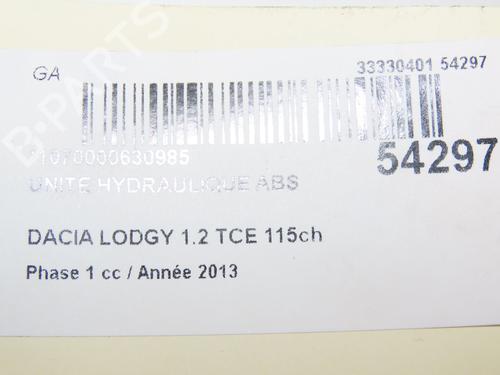 GA
33330401 54297
11070000630985
54297
UNITE HYDRAULIQUE ABS
DACIA LODGY 1.2 TCE 115ch
Phase 1 cc / Année 2013
B-PARTS